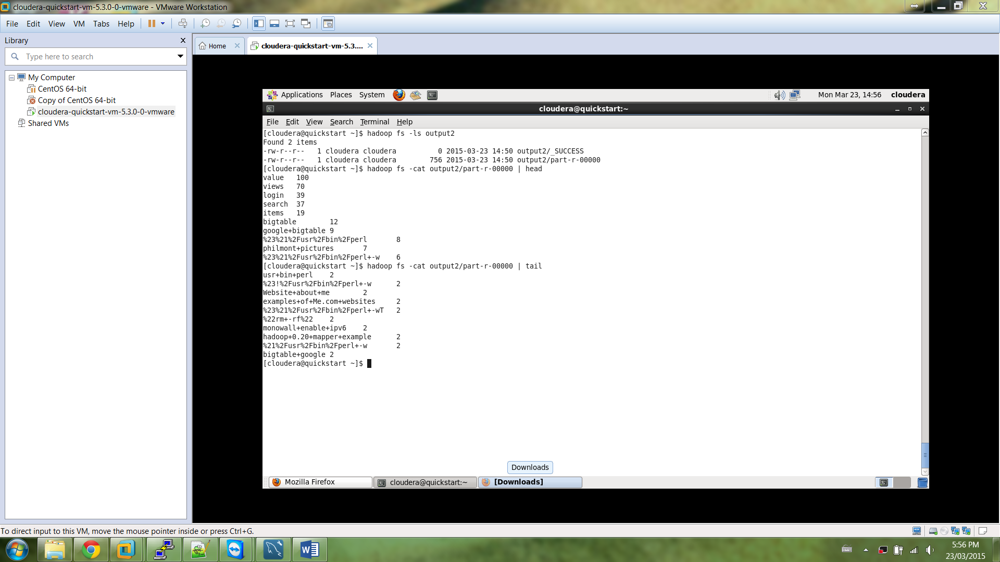 cloudera-quickstart-vm-5.3.0-0-vmware - VMware Workstation
File Edit View VM Tabs Help
Library
Type here to search
My Computer
CentOS 64-bit
Copy of CentOS 64-bit
cloudera-quickstart-vm-5.3.0-0-vmware
Shared VMs
Home
cloudera-quickstart-vm-5.3....
Applications Places System
Mon Mar 23, 14:56 cloudera
cloudera@quickstart:~
File Edit View Search Terminal Help
[cloudera@quickstart ~]$ hadoop fs -ls output2
Found 2 items
-rw-r--r--   1 cloudera cloudera          0 2015-03-23 14:50 output2/_SUCCESS
-rw-r--r--   1 cloudera cloudera        756 2015-03-23 14:50 output2/part-r-00000
[cloudera@quickstart ~]$ hadoop fs -cat output2/part-r-00000 | head
value   100
views   70
login   39
search  37
items   19
bigtable        12
google+bigtable 9
%23%21%2Fusr%2Fbin%2Fperl       8
philmont+pictures       7
%23%21%2Fusr%2Fbin%2Fperl+-w    6
[cloudera@quickstart ~]$ hadoop fs -cat output2/part-r-00000 | tail
usr+bin+perl    2
%23!%2Fusr%2Fbin%2Fperl+-w      2
Website+about+me        2
examples+of+Me.com+websites     2
%23%21%2Fusr%2Fbin%2Fperl+-wT   2
%22rm+-rf%22    2
monowall+enable+ipv6    2
hadoop+0.20+mapper+example      2
%21%2Fusr%2Fbin%2Fperl+-w       2
bigtable+google 2
[cloudera@quickstart ~]$
Downloads
Mozilla Firefox
cloudera@quickstart:~
[Downloads]
To direct input to this VM, move the mouse pointer inside or press Ctrl+G.
5:56 PM
23/03/2015